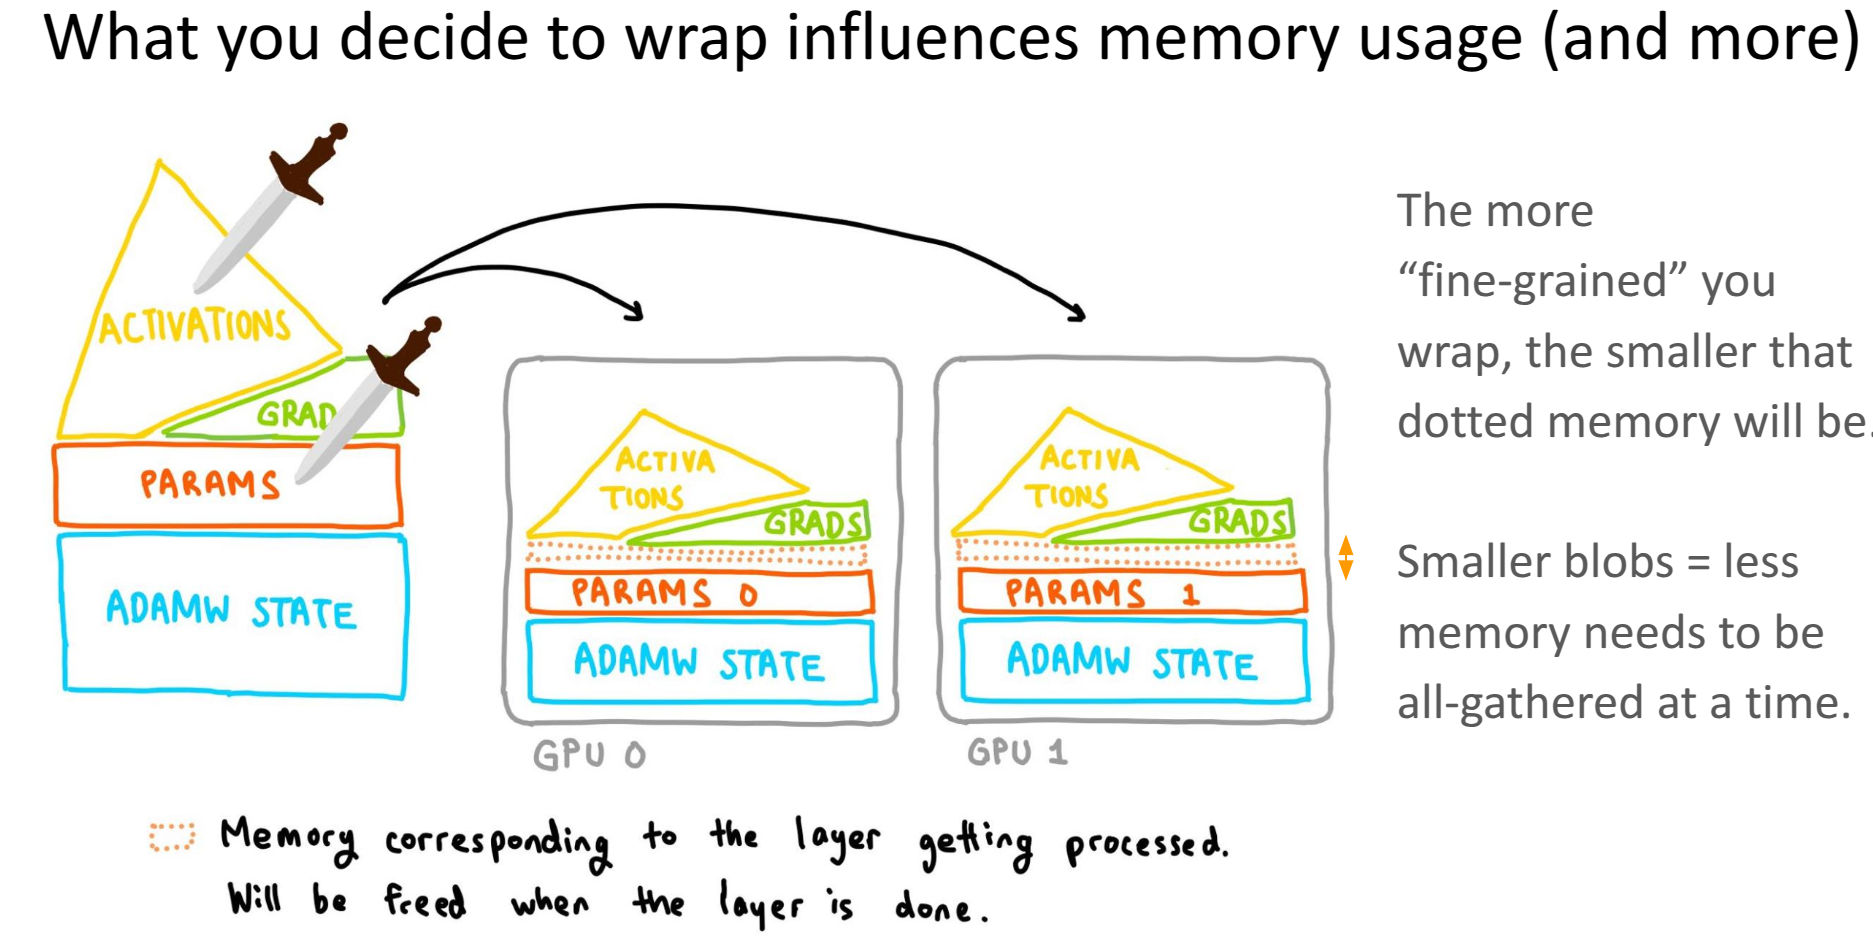 What you decide to wrap influences memory usage (and more)
ACTIVATIONS
GRAD
PARAMS
ADAMW STATE
ACTIVA
TIONS
GRADS
PARAMS 0
ADAMW STATE
GPU 0
ACTIVA
TIONS
GRADS
PARAMS 1
ADAMW STATE
GPU 1
The more
“fine-grained” you
wrap, the smaller that
dotted memory will be.
Smaller blobs = less
memory needs to be
all-gathered at a time.
Memory corresponding to the layer getting processed.
Will be freed when the layer is done.